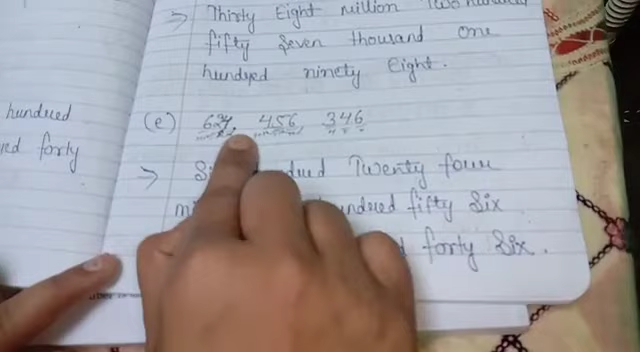 hundred
forty
→ Thirty Eight million Two
fifty Seven thousand one
hundred ninety Eight.
(e) 624 456 346
→ Twenty four
fifty Six
forty Six.